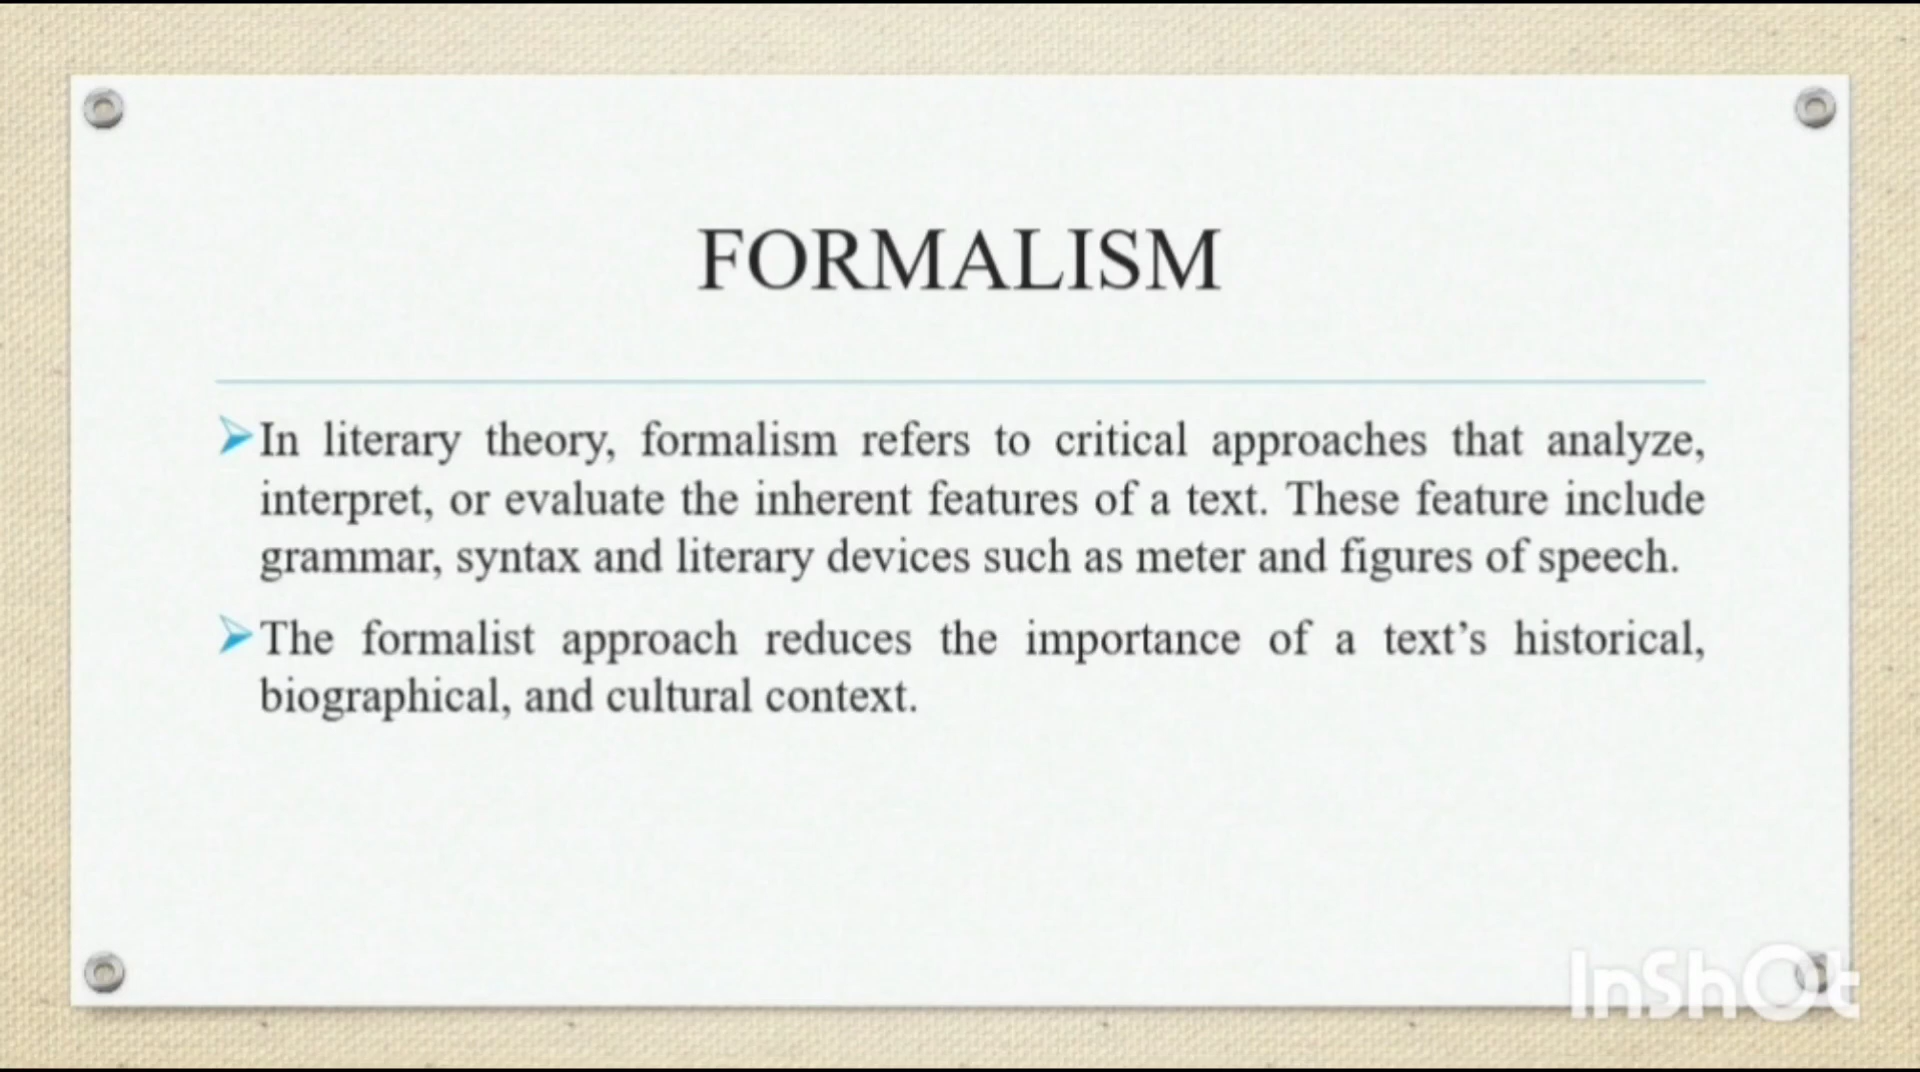 FORMALISM
In literary theory, formalism refers to critical approaches that analyze,
interpret, or evaluate the inherent features of a text. These feature include
grammar, syntax and literary devices such as meter and figures of speech.
The formalist approach reduces the importance of a text’s historical,
biographical, and cultural context.
InShOt